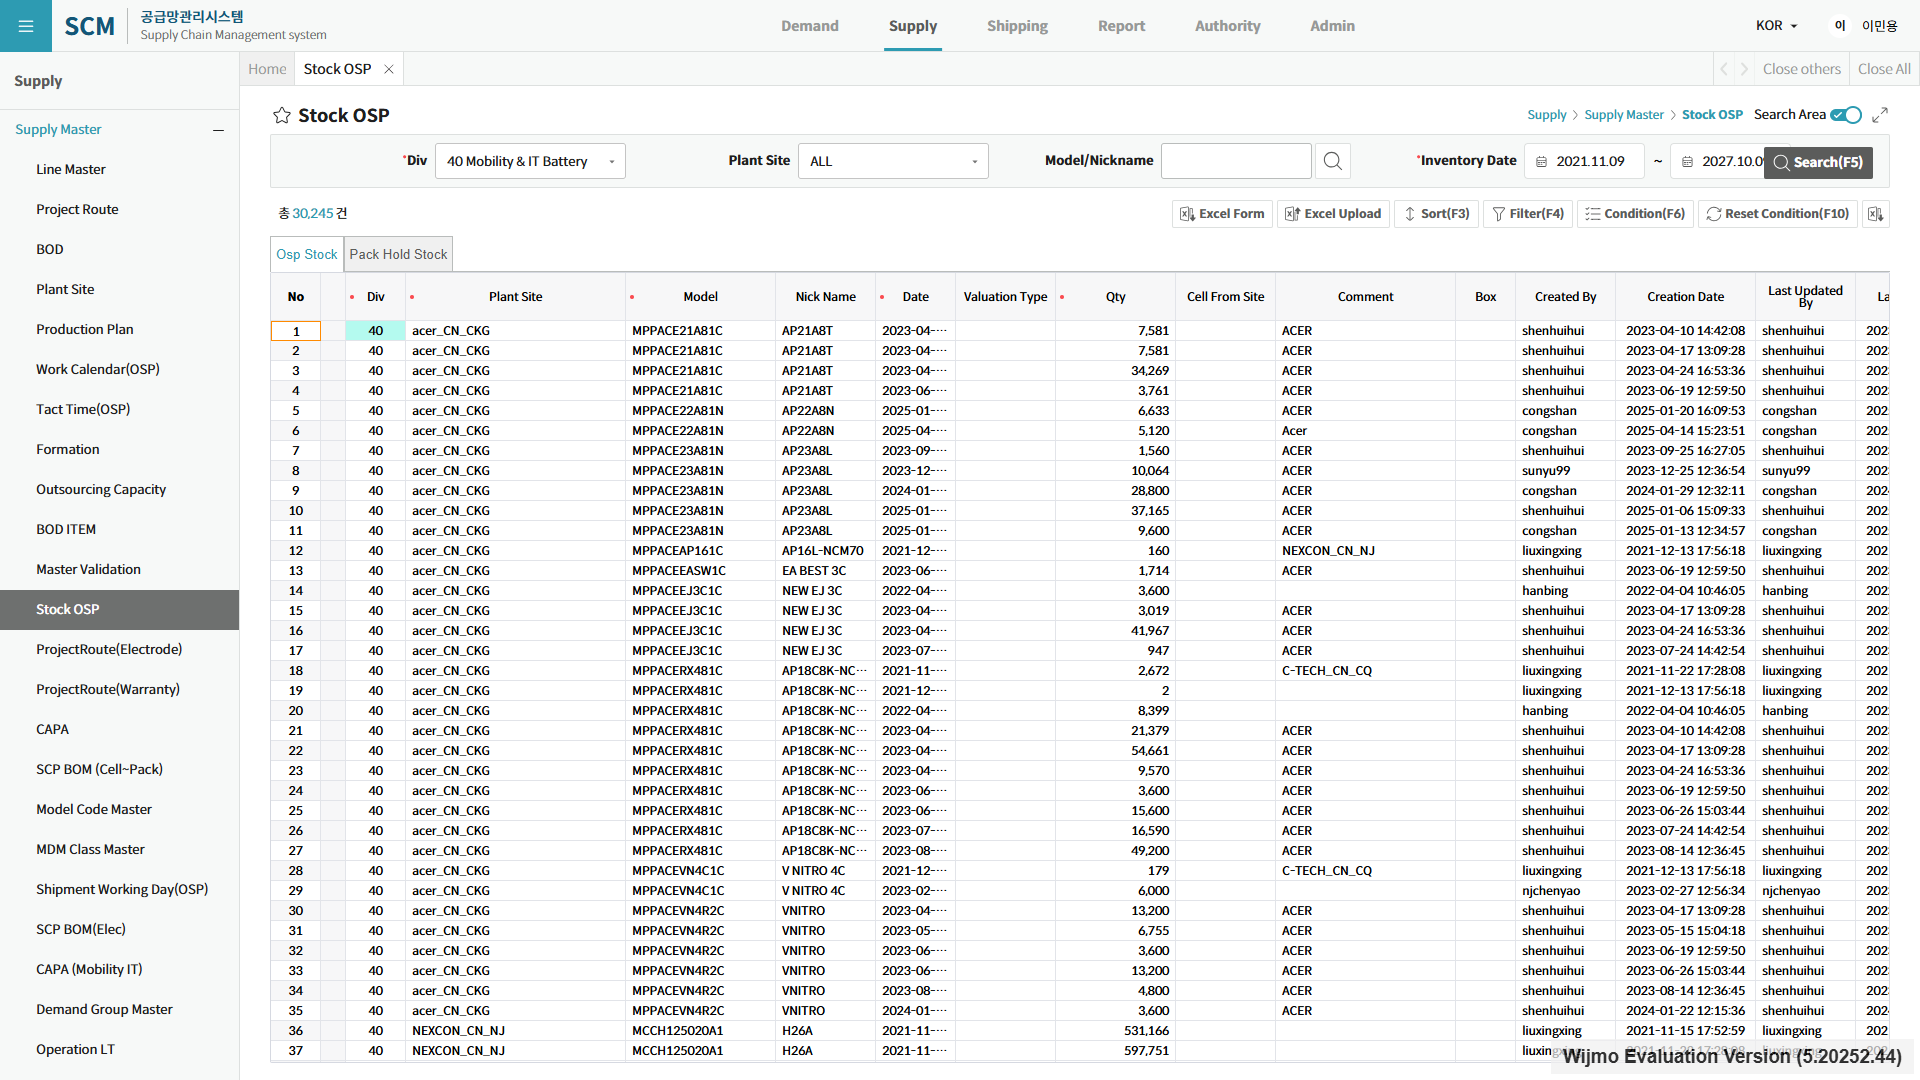 SCM
공급망관리시스템
Supply Chain Management system
Demand
Supply
Shipping
Report
Authority
Admin
KOR
이
이민용
Supply
Home
Stock OSP
Close others
Close All
Supply Master
Line Master
Project Route
BOD
Plant Site
Production Plan
Work Calendar(OSP)
Tact Time(OSP)
Formation
Outsourcing Capacity
BOD ITEM
Master Validation
Stock OSP
ProjectRoute(Electrode)
ProjectRoute(Warranty)
CAPA
SCP BOM (Cell~Pack)
Model Code Master
MDM Class Master
Shipment Working Day(OSP)
SCP BOM(Elec)
CAPA (Mobility IT)
Demand Group Master
Operation LT
Stock OSP
Supply > Supply Master > Stock OSP
Search Area
*Div 40 Mobility & IT Battery
Plant Site ALL
Model/Nickname
*Inventory Date 2021.11.09 ~ 2027.10.0
Search(F5)
총 30,245 건
Excel Form
Excel Upload
Sort(F3)
Filter(F4)
Condition(F6)
Reset Condition(F10)
Osp Stock
Pack Hold Stock
No Div Plant Site Model Nick Name Date Valuation Type Qty Cell From Site Comment Box Created By Creation Date Last Updated By La
1 40 acer_CN_CKG MPPACE21A81C AP21A8T 2023-04-··· 7,581 ACER shenhuihui 2023-04-10 14:42:08 shenhuihui 202
2 40 acer_CN_CKG MPPACE21A81C AP21A8T 2023-04-··· 7,581 ACER shenhuihui 2023-04-17 13:09:28 shenhuihui 202
3 40 acer_CN_CKG MPPACE21A81C AP21A8T 2023-04-··· 34,269 ACER shenhuihui 2023-04-24 16:53:36 shenhuihui 202
4 40 acer_CN_CKG MPPACE21A81C AP21A8T 2023-06-··· 3,761 ACER shenhuihui 2023-06-19 12:59:50 shenhuihui 202
5 40 acer_CN_CKG MPPACE22A81N AP22A8N 2025-01-··· 6,633 ACER congshan 2025-01-20 16:09:53 congshan 202
6 40 acer_CN_CKG MPPACE22A81N AP22A8N 2025-04-··· 5,120 Acer congshan 2025-04-14 15:23:51 congshan 202
7 40 acer_CN_CKG MPPACE23A81N AP23A8L 2023-09-··· 1,560 ACER shenhuihui 2023-09-25 16:27:05 shenhuihui 202
8 40 acer_CN_CKG MPPACE23A81N AP23A8L 2023-12-··· 10,064 ACER sunyu99 2023-12-25 12:36:54 sunyu99 202
9 40 acer_CN_CKG MPPACE23A81N AP23A8L 2024-01-··· 28,800 ACER congshan 2024-01-29 12:32:11 congshan 202
10 40 acer_CN_CKG MPPACE23A81N AP23A8L 2025-01-··· 37,165 ACER shenhuihui 2025-01-06 15:09:33 shenhuihui 202
11 40 acer_CN_CKG MPPACE23A81N AP23A8L 2025-01-··· 9,600 ACER congshan 2025-01-13 12:34:57 congshan 202
12 40 acer_CN_CKG MPPACEAP161C AP16L-NCM70 2021-12-··· 160 NEXCON_CN_NJ liuxingxing 2021-12-13 17:56:18 liuxingxing 202
13 40 acer_CN_CKG MPPACEEASW1C EA BEST 3C 2023-06-··· 1,714 ACER shenhuihui 2023-06-19 12:59:50 shenhuihui 202
14 40 acer_CN_CKG MPPACEEJ3C1C NEW EJ 3C 2022-04-··· 3,600 hanbing 2022-04-04 10:46:05 hanbing 202
15 40 acer_CN_CKG MPPACEEJ3C1C NEW EJ 3C 2023-04-··· 3,019 ACER shenhuihui 2023-04-17 13:09:28 shenhuihui 202
16 40 acer_CN_CKG MPPACEEJ3C1C NEW EJ 3C 2023-04-··· 41,967 ACER shenhuihui 2023-04-24 16:53:36 shenhuihui 202
17 40 acer_CN_CKG MPPACEEJ3C1C NEW EJ 3C 2023-07-··· 947 ACER shenhuihui 2023-07-24 14:42:54 shenhuihui 202
18 40 acer_CN_CKG MPPACERX481C AP18C8K-NC··· 2021-11-··· 2,672 C-TECH_CN_CQ liuxingxing 2021-11-22 17:28:08 liuxingxing 202
19 40 acer_CN_CKG MPPACERX481C AP18C8K-NC··· 2021-12-··· 2 liuxingxing 2021-12-13 17:56:18 liuxingxing 202
20 40 acer_CN_CKG MPPACERX481C AP18C8K-NC··· 2022-04-··· 8,399 hanbing 2022-04-04 10:46:05 hanbing 202
21 40 acer_CN_CKG MPPACERX481C AP18C8K-NC··· 2023-04-··· 21,379 ACER shenhuihui 2023-04-10 14:42:08 shenhuihui 202
22 40 acer_CN_CKG MPPACERX481C AP18C8K-NC··· 2023-04-··· 54,661 ACER shenhuihui 2023-04-17 13:09:28 shenhuihui 202
23 40 acer_CN_CKG MPPACERX481C AP18C8K-NC··· 2023-04-··· 9,570 ACER shenhuihui 2023-04-24 16:53:36 shenhuihui 202
24 40 acer_CN_CKG MPPACERX481C AP18C8K-NC··· 2023-06-··· 3,600 ACER shenhuihui 2023-06-19 12:59:50 shenhuihui 202
25 40 acer_CN_CKG MPPACERX481C AP18C8K-NC··· 2023-06-··· 15,600 ACER shenhuihui 2023-06-26 15:03:44 shenhuihui 202
26 40 acer_CN_CKG MPPACERX481C AP18C8K-NC··· 2023-07-··· 16,590 ACER shenhuihui 2023-07-24 14:42:54 shenhuihui 202
27 40 acer_CN_CKG MPPACERX481C AP18C8K-NC··· 2023-08-··· 49,200 ACER shenhuihui 2023-08-14 12:36:45 shenhuihui 202
28 40 acer_CN_CKG MPPACEVN4C1C V NITRO 4C 2021-12-··· 179 C-TECH_CN_CQ liuxingxing 2021-12-13 17:56:18 liuxingxing 202
29 40 acer_CN_CKG MPPACEVN4C1C V NITRO 4C 2023-02-··· 6,000 njchenyao 2023-02-27 12:56:34 njchenyao 202
30 40 acer_CN_CKG MPPACEVN4R2C VNITRO 2023-04-··· 13,200 ACER shenhuihui 2023-04-17 13:09:28 shenhuihui 202
31 40 acer_CN_CKG MPPACEVN4R2C VNITRO 2023-05-··· 6,755 ACER shenhuihui 2023-05-15 15:04:18 shenhuihui 202
32 40 acer_CN_CKG MPPACEVN4R2C VNITRO 2023-06-··· 3,600 ACER shenhuihui 2023-06-19 12:59:50 shenhuihui 202
33 40 acer_CN_CKG MPPACEVN4R2C VNITRO 2023-06-··· 13,200 ACER shenhuihui 2023-06-26 15:03:44 shenhuihui 202
34 40 acer_CN_CKG MPPACEVN4R2C VNITRO 2023-08-··· 4,800 ACER shenhuihui 2023-08-14 12:36:45 shenhuihui 202
35 40 acer_CN_CKG MPPACEVN4R2C VNITRO 2024-01-··· 3,600 ACER shenhuihui 2024-01-22 12:15:36 shenhuihui 202
36 40 NEXCON_CN_NJ MCCH125020A1 H26A 2021-11-··· 531,166 liuxingxing 2021-11-15 17:52:59 liuxingxing 202
37 40 NEXCON_CN_NJ MCCH125020A1 H26A 2021-11-··· 597,751 liuxingxing
Wijmo Evaluation Version (5.20252.44)